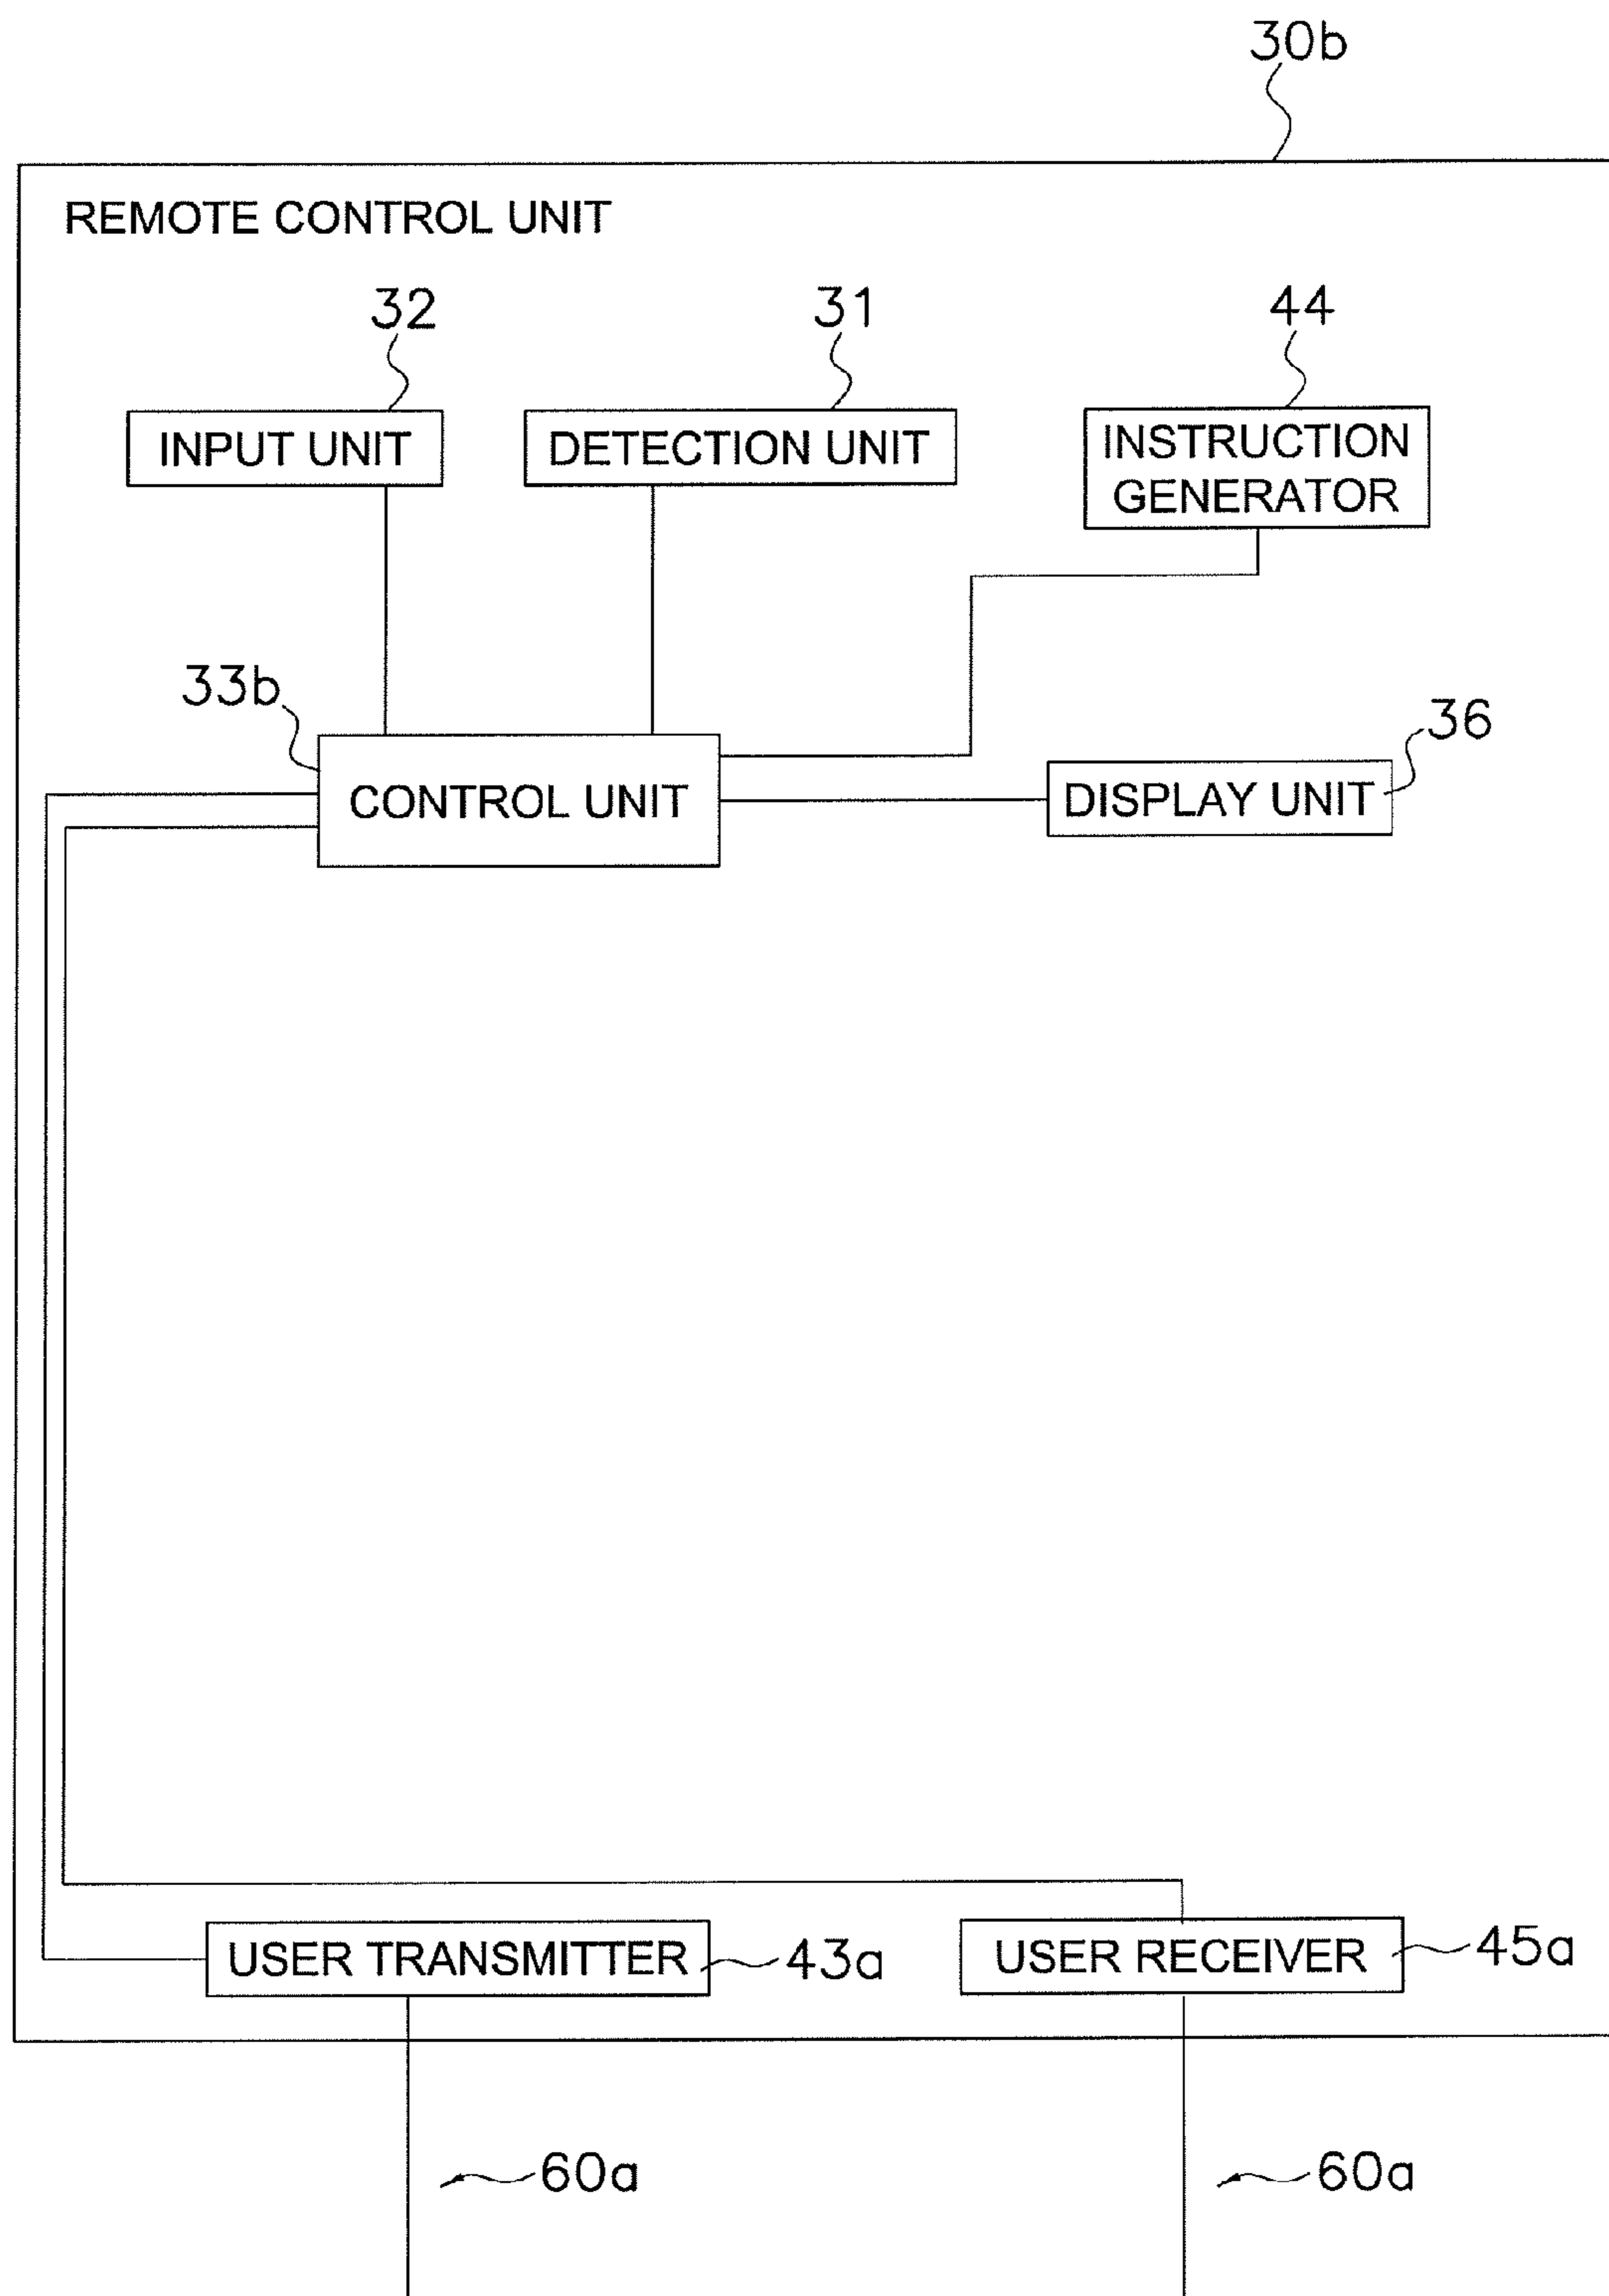 30b
REMOTE CONTROL UNIT
32
31
44
INPUT UNIT
DETECTION UNIT
INSTRUCTION
GENERATOR
33b
36
CONTROL UNIT
DISPLAY UNIT
USER TRANSMITTER
43a
USER RECEIVER
45a
60a
60a